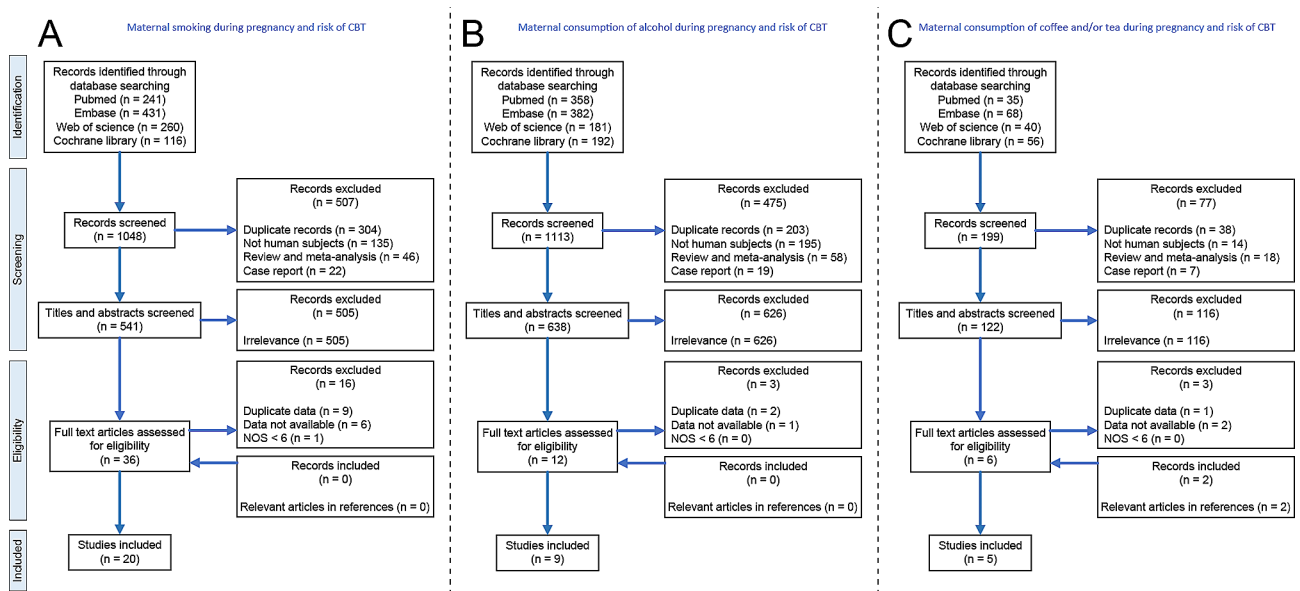 A
Maternal smoking during pregnancy and risk of CBT
Identification
Records identified through
database searching
Pubmed (n = 241)
Embase (n = 431)
Web of science (n = 260)
Cochrane library (n = 116)
Screening
Records screened
(n = 1048)
Records excluded
(n = 507)
Duplicate records (n = 304)
Not human subjects (n = 135)
Review and meta-analysis (n = 46)
Case report (n = 22)
Titles and abstracts screened
(n = 541)
Records excluded
(n = 505)
Irrelevance (n = 505)
Eligibility
Records excluded
(n = 16)
Duplicate data (n = 9)
Data not available (n = 6)
NOS < 6 (n = 1)
Full text articles assessed
for eligibility
(n = 36)
Records included
(n = 0)
Relevant articles in references (n = 0)
Included
Studies included
(n = 20)
B
Maternal consumption of alcohol during pregnancy and risk of CBT
Records identified through
database searching
Pubmed (n = 358)
Embase (n = 382)
Web of science (n = 181)
Cochrane library (n = 192)
Records screened
(n = 1113)
Records excluded
(n = 475)
Duplicate records (n = 203)
Not human subjects (n = 195)
Review and meta-analysis (n = 58)
Case report (n = 19)
Titles and abstracts screened
(n = 638)
Records excluded
(n = 626)
Irrelevance (n = 626)
Records excluded
(n = 3)
Duplicate data (n = 2)
Data not available (n = 1)
NOS < 6 (n = 0)
Full text articles assessed
for eligibility
(n = 12)
Records included
(n = 0)
Relevant articles in references (n = 0)
Studies included
(n = 9)
C
Maternal consumption of coffee and/or tea during pregnancy and risk of CBT
Records identified through
database searching
Pubmed (n = 35)
Embase (n = 68)
Web of science (n = 40)
Cochrane library (n = 56)
Records screened
(n = 199)
Records excluded
(n = 77)
Duplicate records (n = 38)
Not human subjects (n = 14)
Review and meta-analysis (n = 18)
Case report (n = 7)
Titles and abstracts screened
(n = 122)
Records excluded
(n = 116)
Irrelevance (n = 116)
Records excluded
(n = 3)
Duplicate data (n = 1)
Data not available (n = 2)
NOS < 6 (n = 0)
Full text articles assessed
for eligibility
(n = 6)
Records included
(n = 2)
Relevant articles in references (n = 2)
Studies included
(n = 5)